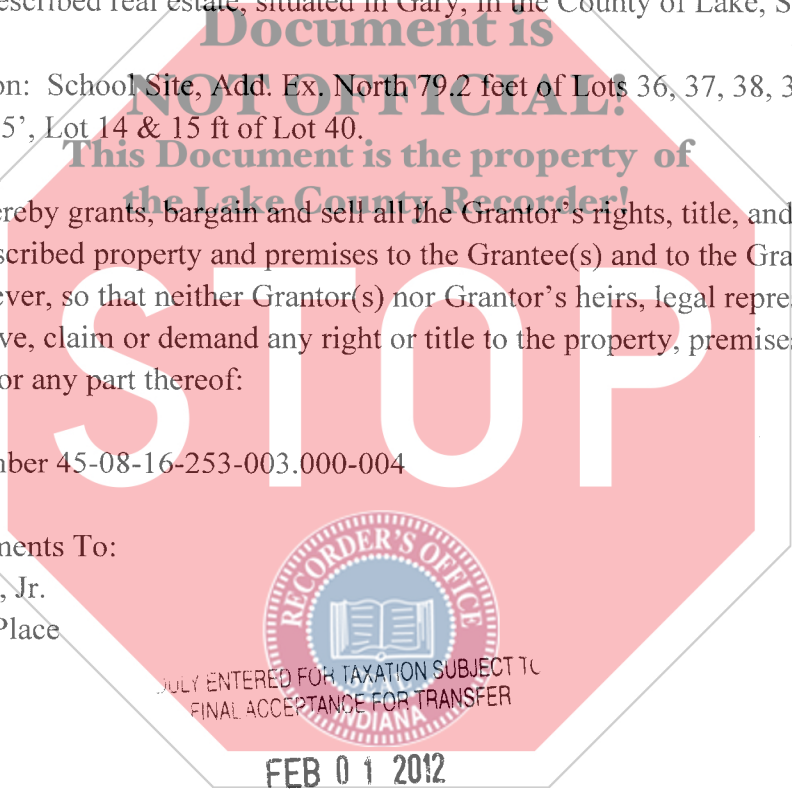 escribed real estate, situated in Gary, in the County of Lake, S
Document is
on: School Site, Add. Ex. North 79.2 feet of Lots 36, 37, 38, 3
NOT OFFICIAL!
5', Lot 14 & 15 ft of Lot 40.
This Document is the property of
the Lake County Recorder!
ereby grants, bargain and sell all the Grantor's rights, title, and
scribed property and premises to the Grantee(s) and to the Gra
ever, so that neither Grantor(s) nor Grantor's heirs, legal repre
ve, claim or demand any right or title to the property, premises
or any part thereof:
STOP
nber 45-08-16-253-003.000-004
ments To:
, Jr.
Place
RECORDER'S OFFICE
SEAL
INDIANA
DULY ENTERED FOR TAXATION SUBJECT TO
FINAL ACCEPTANCE FOR TRANSFER
FEB 0 1 2012